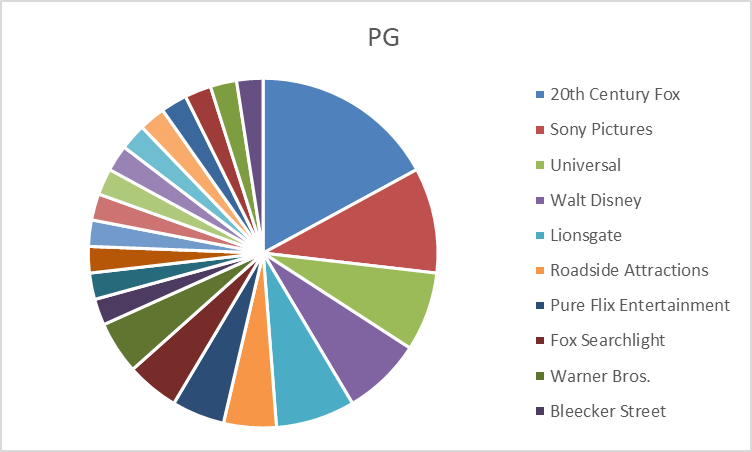 PG
20th Century Fox
Sony Pictures
Universal
Walt Disney
Lionsgate
Roadside Attractions
Pure Flix Entertainment
Fox Searchlight
Warner Bros.
Bleecker Street